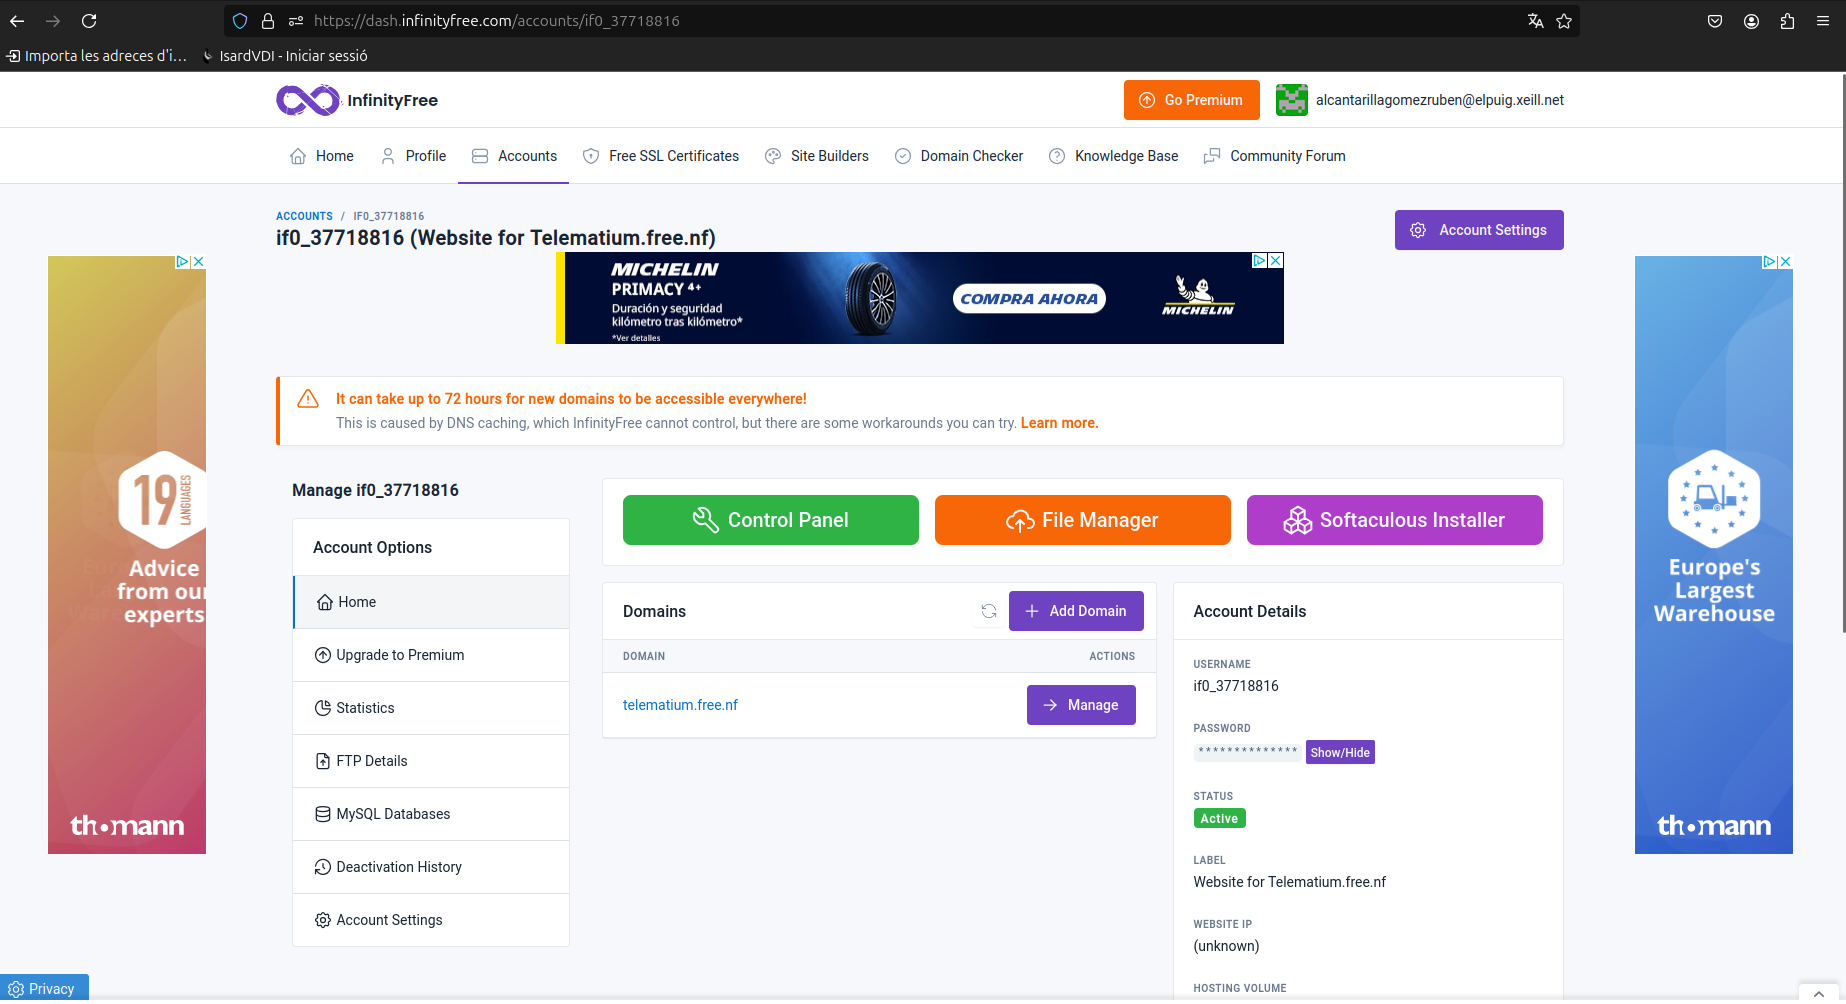 https://dash.infinityfree.com/accounts/if0_37718816
Importa les adreces d'i…
IsardVDI - Iniciar sessió
InfinityFree
Go Premium
alcantarillagomezruben@elpuig.xeill.net
Home
Profile
Accounts
Free SSL Certificates
Site Builders
Domain Checker
Knowledge Base
Community Forum
ACCOUNTS / IF0_37718816
if0_37718816 (Website for Telematium.free.nf)
Account Settings
MICHELIN
PRIMACY 4+
Duración y seguridad
kilómetro tras kilómetro*
*Ver detalles
COMPRA AHORA
MICHELIN
19
LANGUAGES
Advice
from our
experts
th•mann
It can take up to 72 hours for new domains to be accessible everywhere!
This is caused by DNS caching, which InfinityFree cannot control, but there are some workarounds you can try. Learn more.
Manage if0_37718816
Account Options
Home
Upgrade to Premium
Statistics
FTP Details
MySQL Databases
Deactivation History
Account Settings
Control Panel
File Manager
Softaculous Installer
Domains
Add Domain
DOMAIN
ACTIONS
telematium.free.nf
Manage
Account Details
USERNAME
if0_37718816
PASSWORD
**************
Show/Hide
STATUS
Active
LABEL
Website for Telematium.free.nf
WEBSITE IP
(unknown)
HOSTING VOLUME
Europe's
Largest
Warehouse
th•mann
Privacy